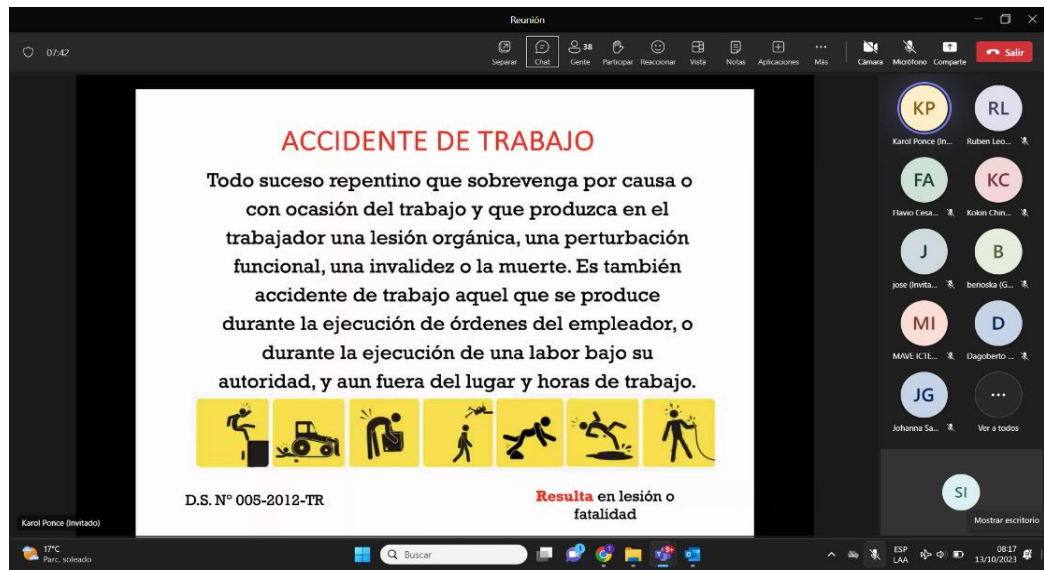 Reunión
07:42
Separar
Chat
38
Gente
Participar
Reaccionar
Vista
Notas
Aplicaciones
Más
Cámara
Micrófono
Comparte
Salir
ACCIDENTE DE TRABAJO
Todo suceso repentino que sobrevenga por causa o
con ocasión del trabajo y que produzca en el
trabajador una lesión orgánica, una perturbación
funcional, una invalidez o la muerte. Es también
accidente de trabajo aquel que se produce
durante la ejecución de órdenes del empleador, o
durante la ejecución de una labor bajo su
autoridad, y aun fuera del lugar y horas de trabajo.
D.S. Nº 005-2012-TR
Resulta en lesión o
fatalidad
Karol Ponce (Invitado)
KP
Karol Ponce (In...
RL
Ruben Leo...
FA
Flavio Cesa...
KC
Kokin Chin...
J
jose (Invita...
B
berioska (G...
MI
MAVE ICTE...
D
Dagoberto ...
JG
Johanna Sa...
...
Ver a todos
SI
Mostrar escritorio
17°C
Parc. soleado
Buscar
9+
ESP
LAA
08:17
13/10/2023